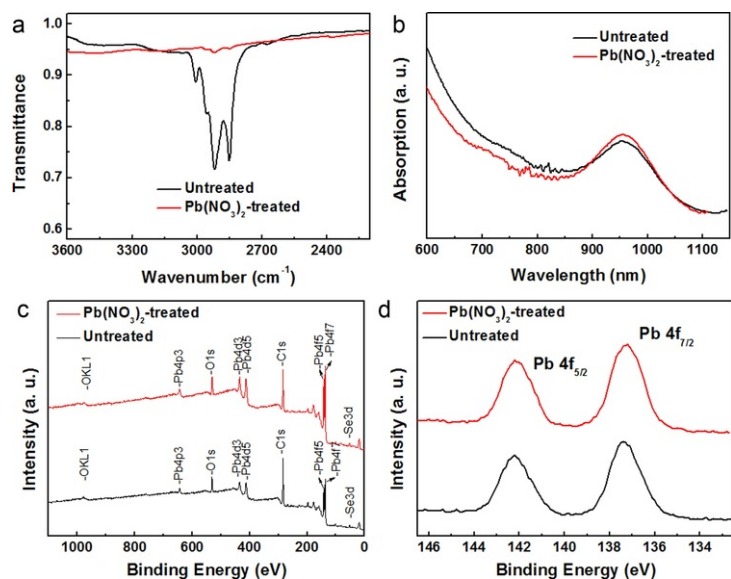 a
1.0
0.9
0.8
0.7
0.6
Transmittance
Untreated
Pb(NO₃)₂-treated
3600 3300 3000 2700 2400
Wavenumber (cm⁻¹)
b
Absorption (a. u.)
Untreated
Pb(NO₃)₂-treated
600 700 800 900 1000 1100
Wavelength (nm)
c
Intensity (a. u.)
Pb(NO₃)₂-treated
Untreated
-OKL1
-Pb4p3
-O1s
-Pb4d3
-Pb4d5
-C1s
-Pb4f5
-Pb4f7
-Se3d
-OKL1
-Pb4p3
-O1s
-Pb4d3
-Pb4d5
-C1s
-Pb4f5
-Pb4f7
-Se3d
1000 800 600 400 200 0
Binding Energy (eV)
d
Intensity (a. u.)
Pb(NO₃)₂-treated
Untreated
Pb 4f₅/₂
Pb 4f₇/₂
146 144 142 140 138 136 134
Binding Energy (eV)